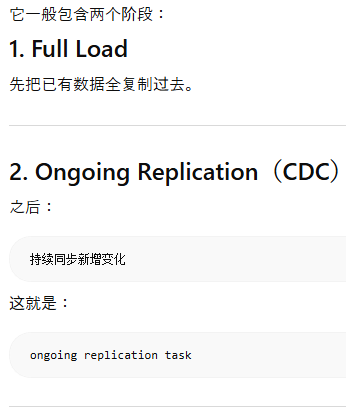 它一般包含两个阶段：
1. Full Load
先把已有数据全复制过去。
2. Ongoing Replication（CDC）
之后：
持续同步新增变化
这就是：
ongoing replication task